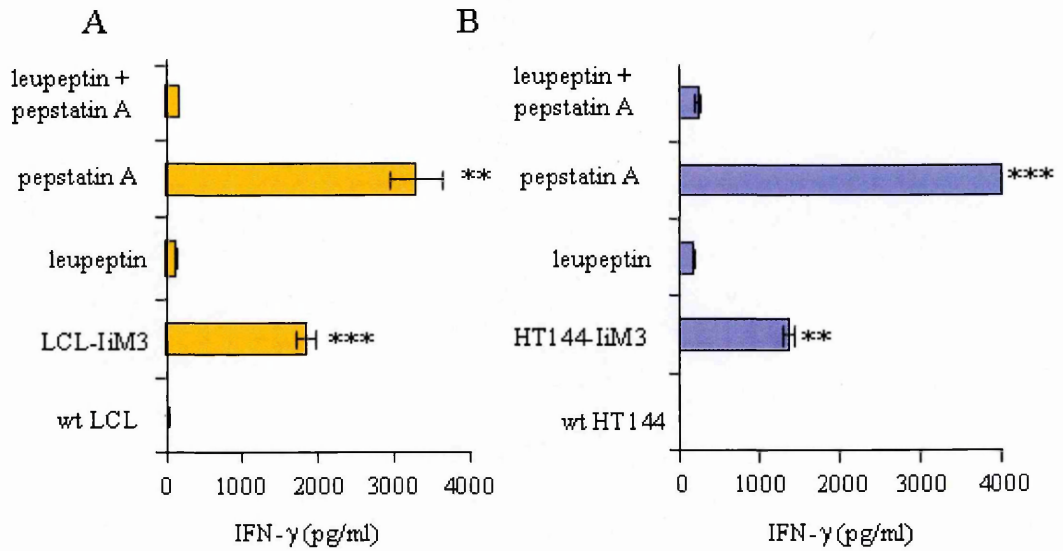 A
leupeptin +
pepstatin A
pepstatin A
**
leupeptin
LCL-IiM3
***
wt LCL
0 1000 2000 3000 4000
IFN-γ (pg/ml)
B
leupeptin +
pepstatin A
pepstatin A
***
leupeptin
HT144-IiM3
**
wt HT144
0 1000 2000 3000 4000
IFN-γ (pg/ml)